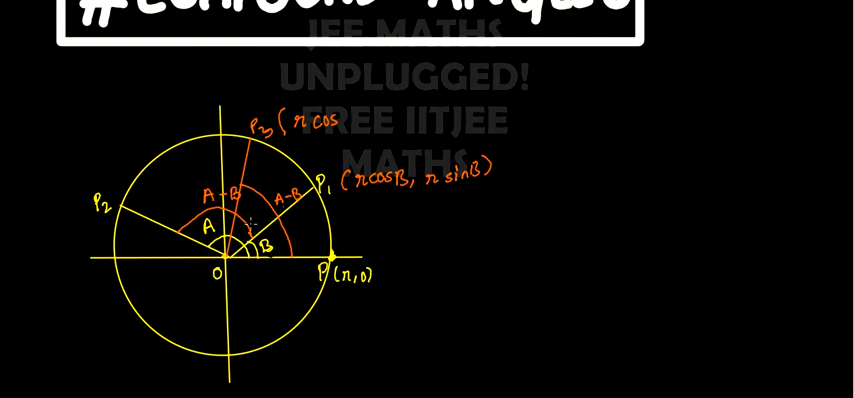 JEE MATHS
UNPLUGGED!
FREE IITJEE
MATHS
P3 ( r cos
P1 (r cosB, r sinB)
A-B
A-B
P2
A
B
O
P (r,0)